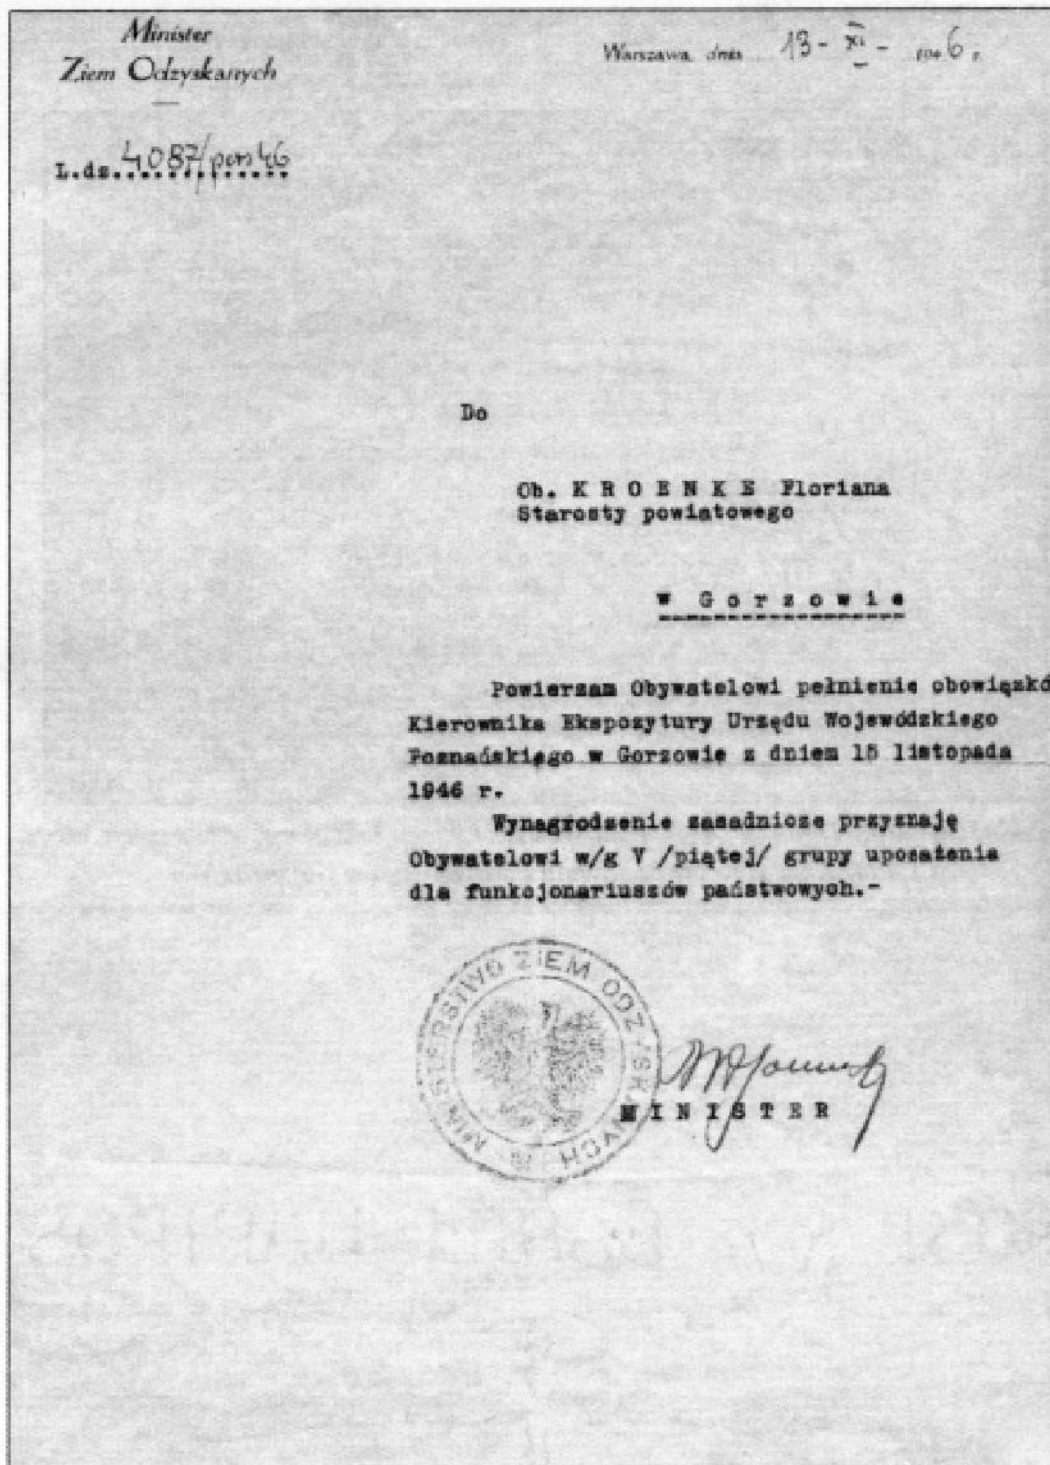 Minister
Ziem Odzyskanych
Warszawa, dnia 13 - XI - 1946 r.
L.dz. 4087/pers 46
Do
Ob. K R O E N K E Floriana
Starosty powiatowego
w G o r z o w i e
Powierzam Obywatelowi pełnienie obowiązkó
Kierownika Ekspozytury Urzędu Wojewódzkiego
Poznańskiego w Gorzowie z dniem 15 listopada
1946 r.
Wynagrodzenie zasadnicze przyznaję
Obywatelowi w/g V /piątej/ grupy uposażenia
dla funkcjonariuszów państwowych.-
MINISTERSTWO ZIEM ODZYSKANYCH
M I N I S T E R